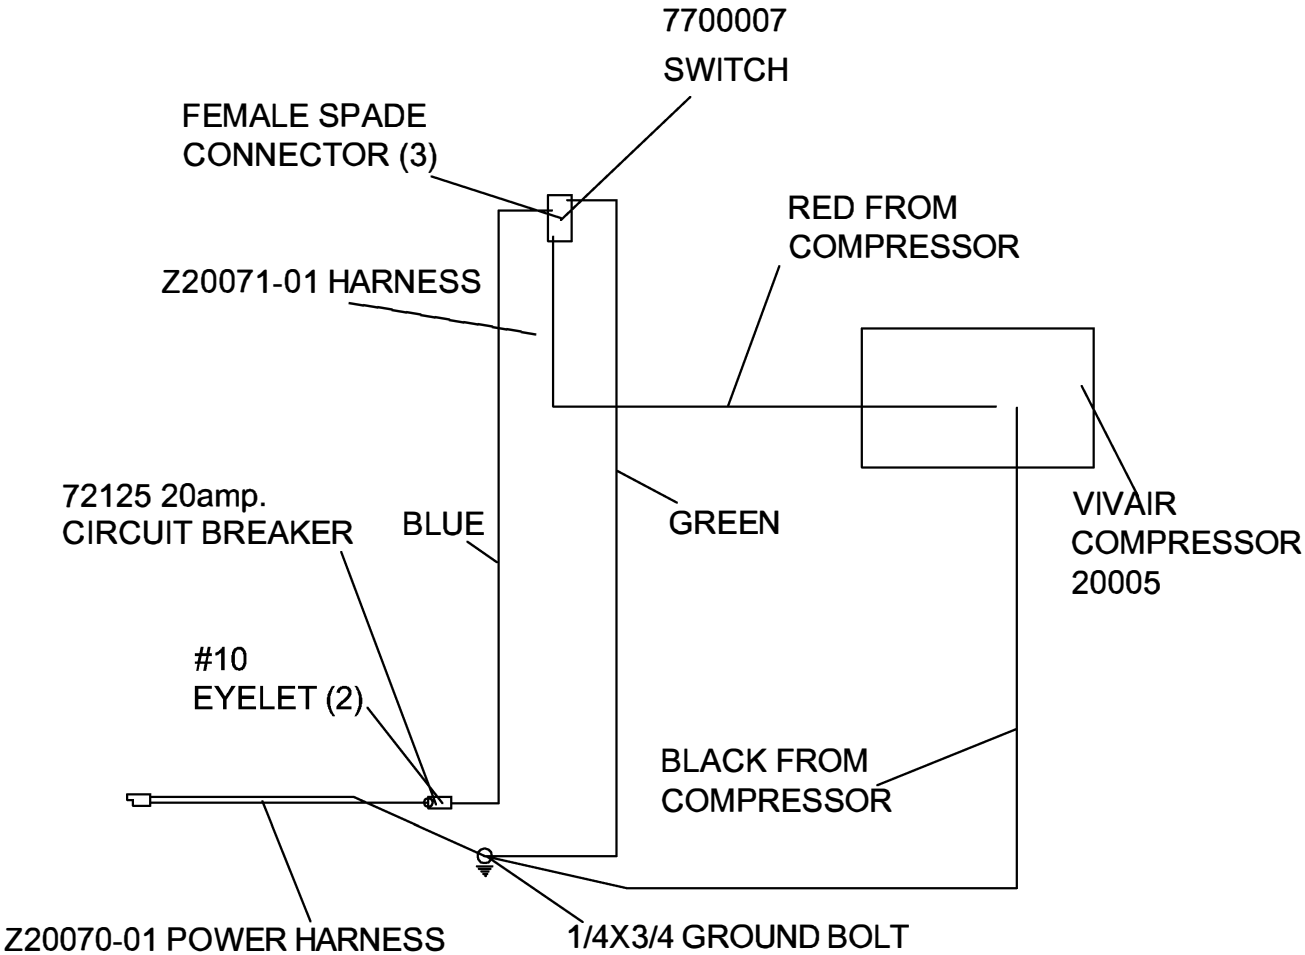 7700007
SWITCH
FEMALE SPADE
CONNECTOR (3)
RED FROM
COMPRESSOR
Z20071-01 HARNESS
72125 20amp.
CIRCUIT BREAKER
BLUE
GREEN
VIVAIR
COMPRESSOR
20005
#10
EYELET (2)
BLACK FROM
COMPRESSOR
Z20070-01 POWER HARNESS
1/4X3/4 GROUND BOLT